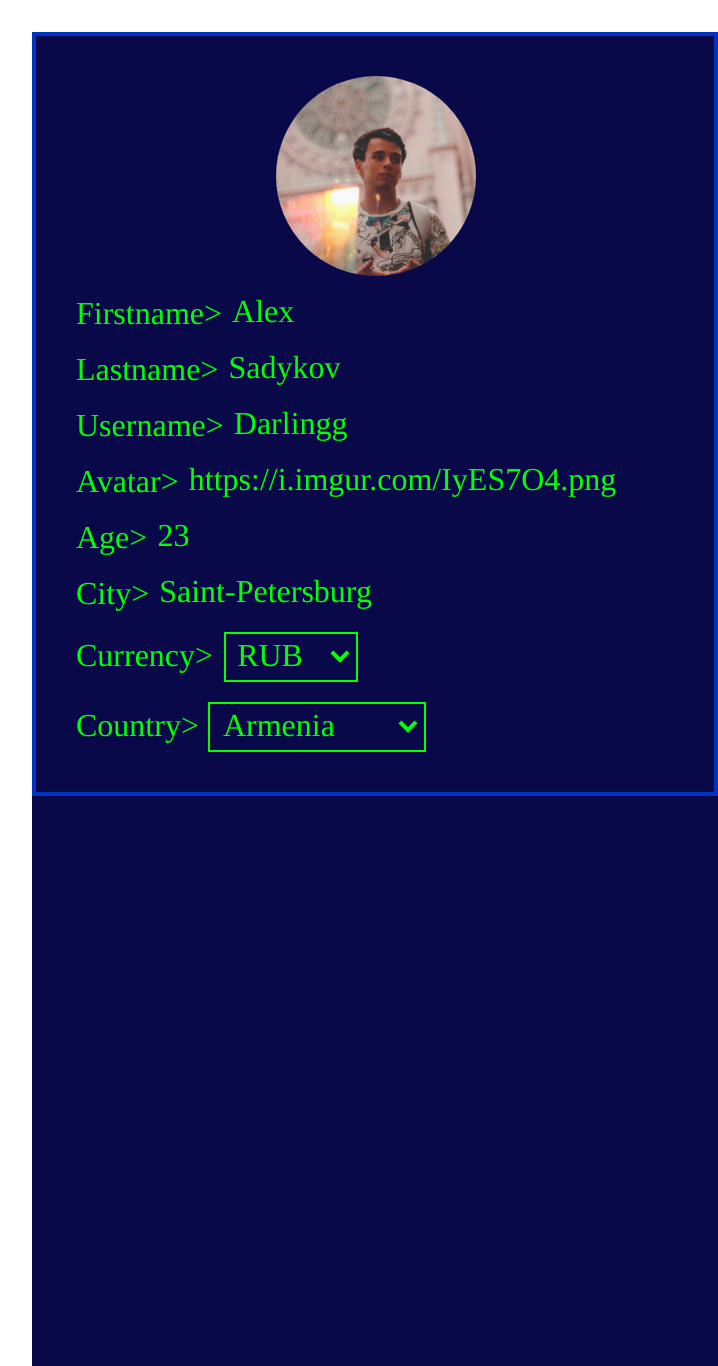 Firstname> Alex
Lastname> Sadykov
Username> Darlingg
Avatar> https://i.imgur.com/IyES7O4.png
Age> 23
City> Saint-Petersburg
Currency> RUB
Country> Armenia